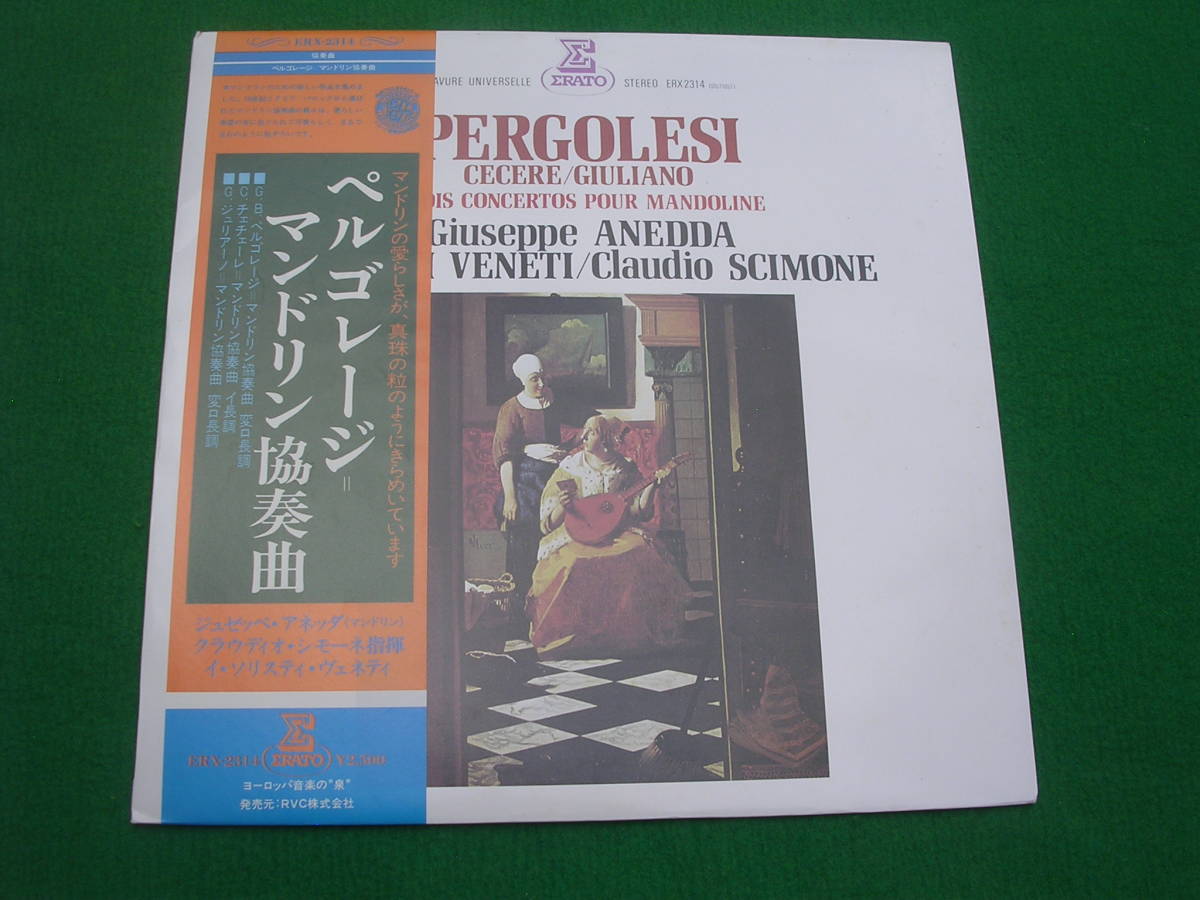 ERX-2314
協奏曲
ペルゴレージ マンドリン協奏曲
マンドリンの愛らしさが、真珠の粒のようにきらめいています
ペルゴレージ=
マンドリン協奏曲
■G.B.ペルゴレージ=マンドリン協奏曲 変ロ長調
■C.チェチェーレ=マンドリン協奏曲 イ長調
■G.ジュリアーノ=マンドリン協奏曲 変ロ長調
ジュゼッペ・アネッダ(マンドリン)
クラウディオ・シモーネ指揮
イ・ソリスティ・ヴェネティ
ERX-2314 ERATO ¥2,500
ヨーロッパ音楽の"泉"
発売元:RVC株式会社
AVURE UNIVERSELLE ERATO STEREO ERX2314
PERGOLESI
CECERE/GIULIANO
OIS CONCERTOS POUR MANDOLINE
Giuseppe ANEDDA
I VENETI/Claudio SCIMONE